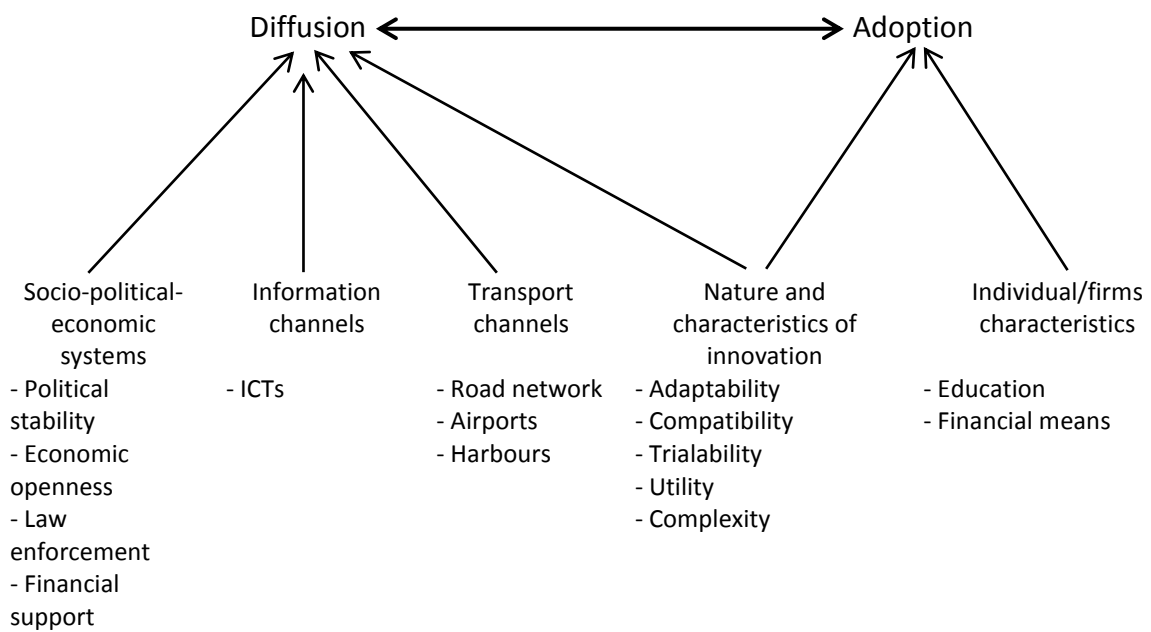 Diffusion
Adoption
Socio-political-
economic
systems
- Political
stability
- Economic
openness
- Law
enforcement
- Financial
support
Information
channels
- ICTs
Transport
channels
- Road network
- Airports
- Harbours
Nature and
characteristics of
innovation
- Adaptability
- Compatibility
- Trialability
- Utility
- Complexity
Individual/firms
characteristics
- Education
- Financial means